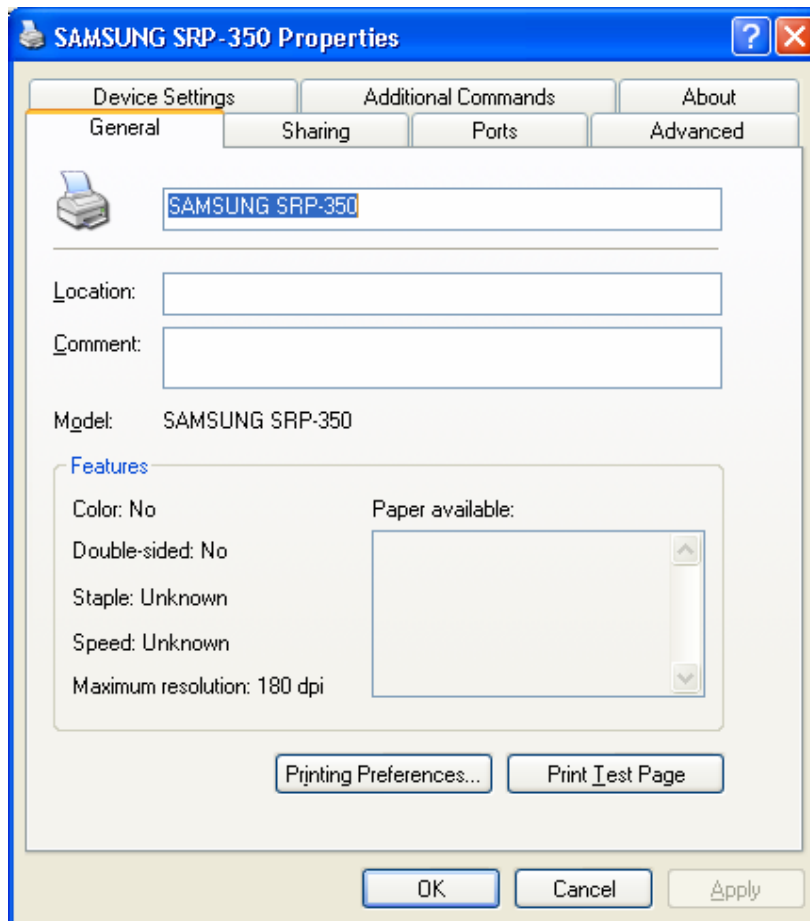 SAMSUNG SRP-350 Properties
Device Settings Additional Commands About
General Sharing Ports Advanced
SAMSUNG SRP-350
Location:
Comment:
Model: SAMSUNG SRP-350
Features
Color: No Paper available:
Double-sided: No
Staple: Unknown
Speed: Unknown
Maximum resolution: 180 dpi
Printing Preferences... Print Test Page
OK Cancel Apply